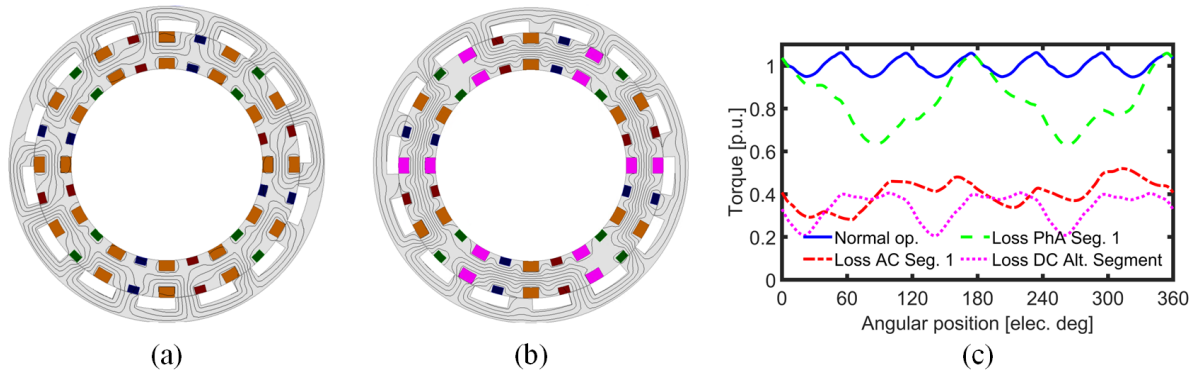 1
0.8
0.6
0.4
0.2
0
Torque [p.u.]
Normal op.
Loss PhA Seg. 1
Loss AC Seg. 1
Loss DC Alt. Segment
0
60
120
180
240
300
360
Angular position [elec. deg]
(a)
(b)
(c)